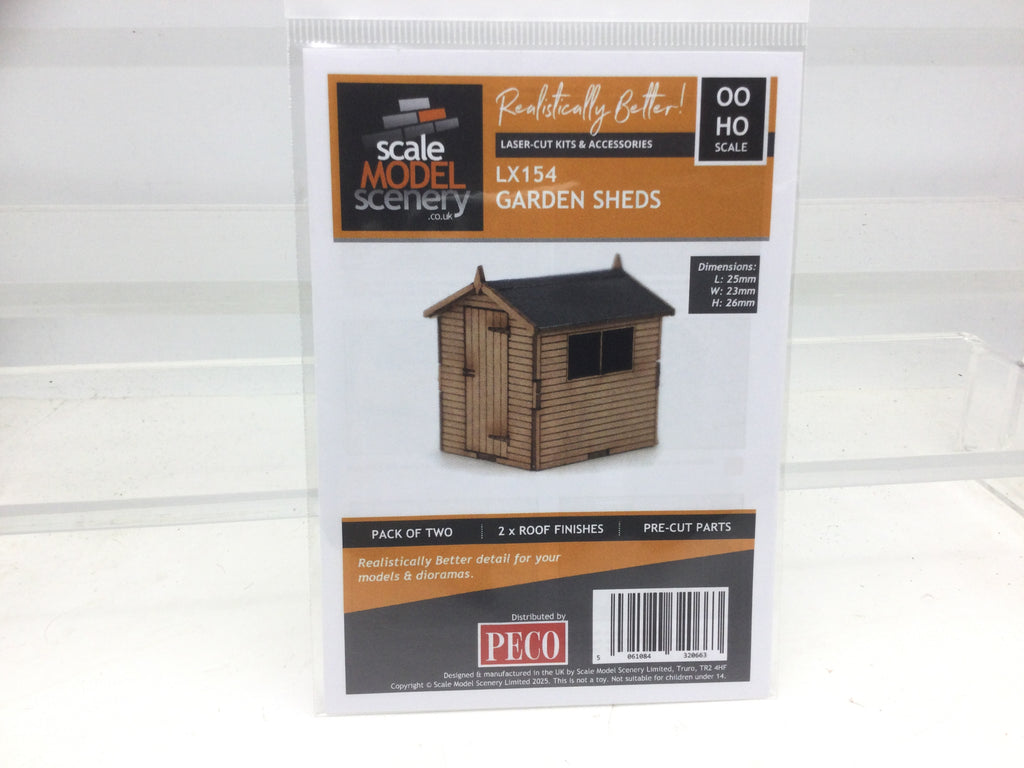 scale
MODEL
scenery
.co.uk
Realistically Better!
LASER-CUT KITS & ACCESSORIES
LX154
GARDEN SHEDS
OO
HO
SCALE
Dimensions:
L: 25mm
W: 23mm
H: 26mm
PACK OF TWO
2 x ROOF FINISHES
PRE-CUT PARTS
Realistically Better detail for your
models & dioramas.
Distributed by
PECO
5 061084 320663
Designed & manufactured in the UK by Scale Model Scenery Limited, Truro, TR2 4HF
Copyright © Scale Model Scenery Limited 2025. This is not a toy. Not suitable for children under 14.